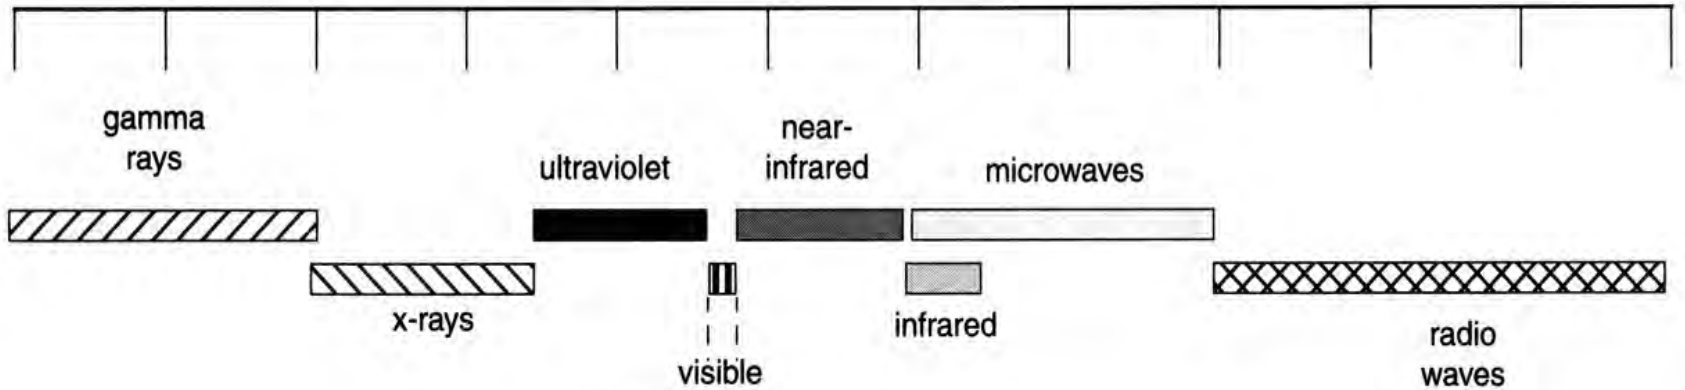 gamma
rays
ultraviolet
near-
infrared
microwaves
x-rays
visible
infrared
radio
waves